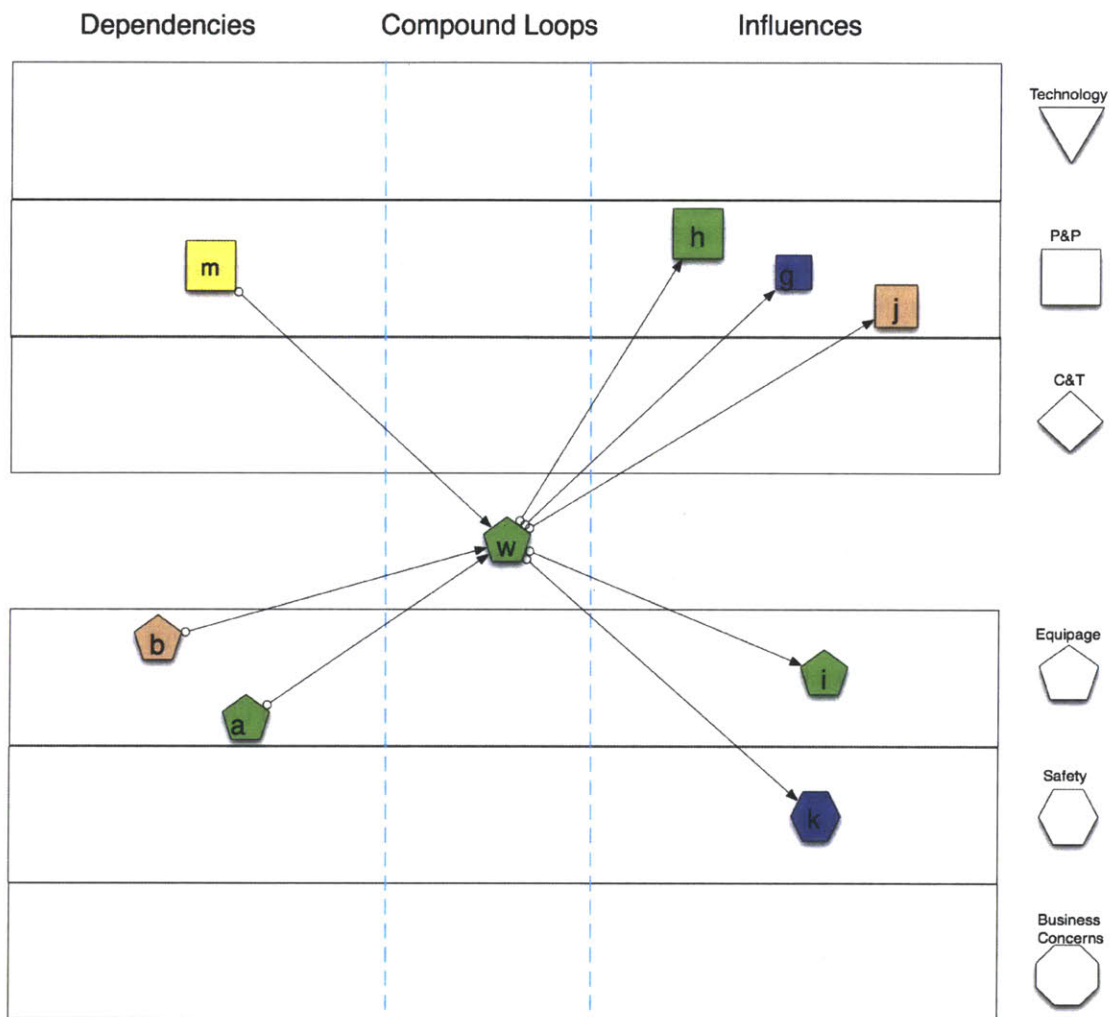 Dependencies Compound Loops Influences
Technology
P&P
h
m
g
j
C&T
w
b
Equipage
i
a
Safety
k
Business
Concerns